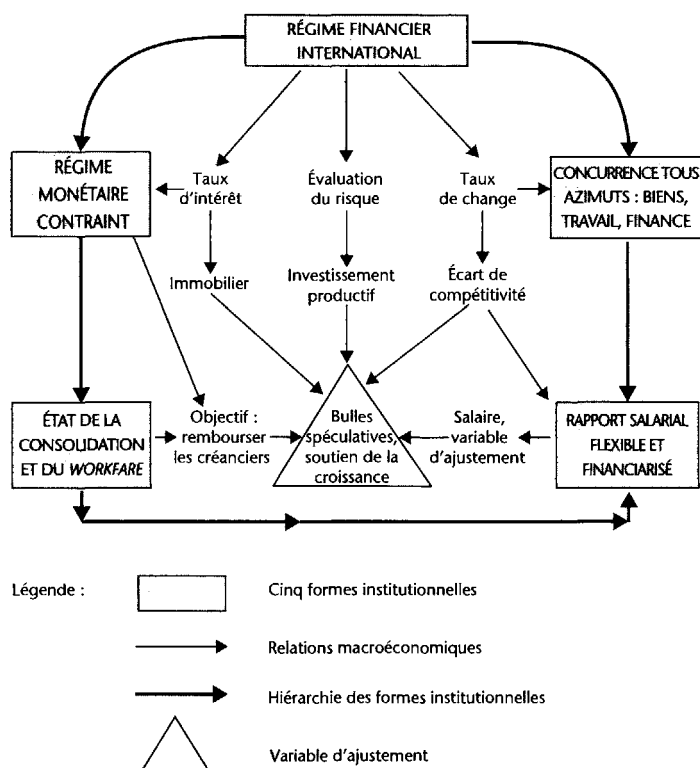 RÉGIME FINANCIER
INTERNATIONAL
RÉGIME
MONÉTAIRE
CONTRAINT
Taux
d'intérêt
Évaluation
du risque
Taux
de change
CONCURRENCE TOUS
AZIMUTS : BIENS,
TRAVAIL, FINANCE
Immobilier
Investissement
productif
Écart de
compétitivité
ÉTAT DE LA
CONSOLIDATION
ET DU WORKFARE
Objectif :
rembourser
les créanciers
Bulles
spéculatives,
soutien de la
croissance
Salaire,
variable
d'ajustement
RAPPORT SALARIAL
FLEXIBLE ET
FINANCIARISÉ
Légende :
Cinq formes institutionnelles
Relations macroéconomiques
Hiérarchie des formes institutionnelles
Variable d'ajustement